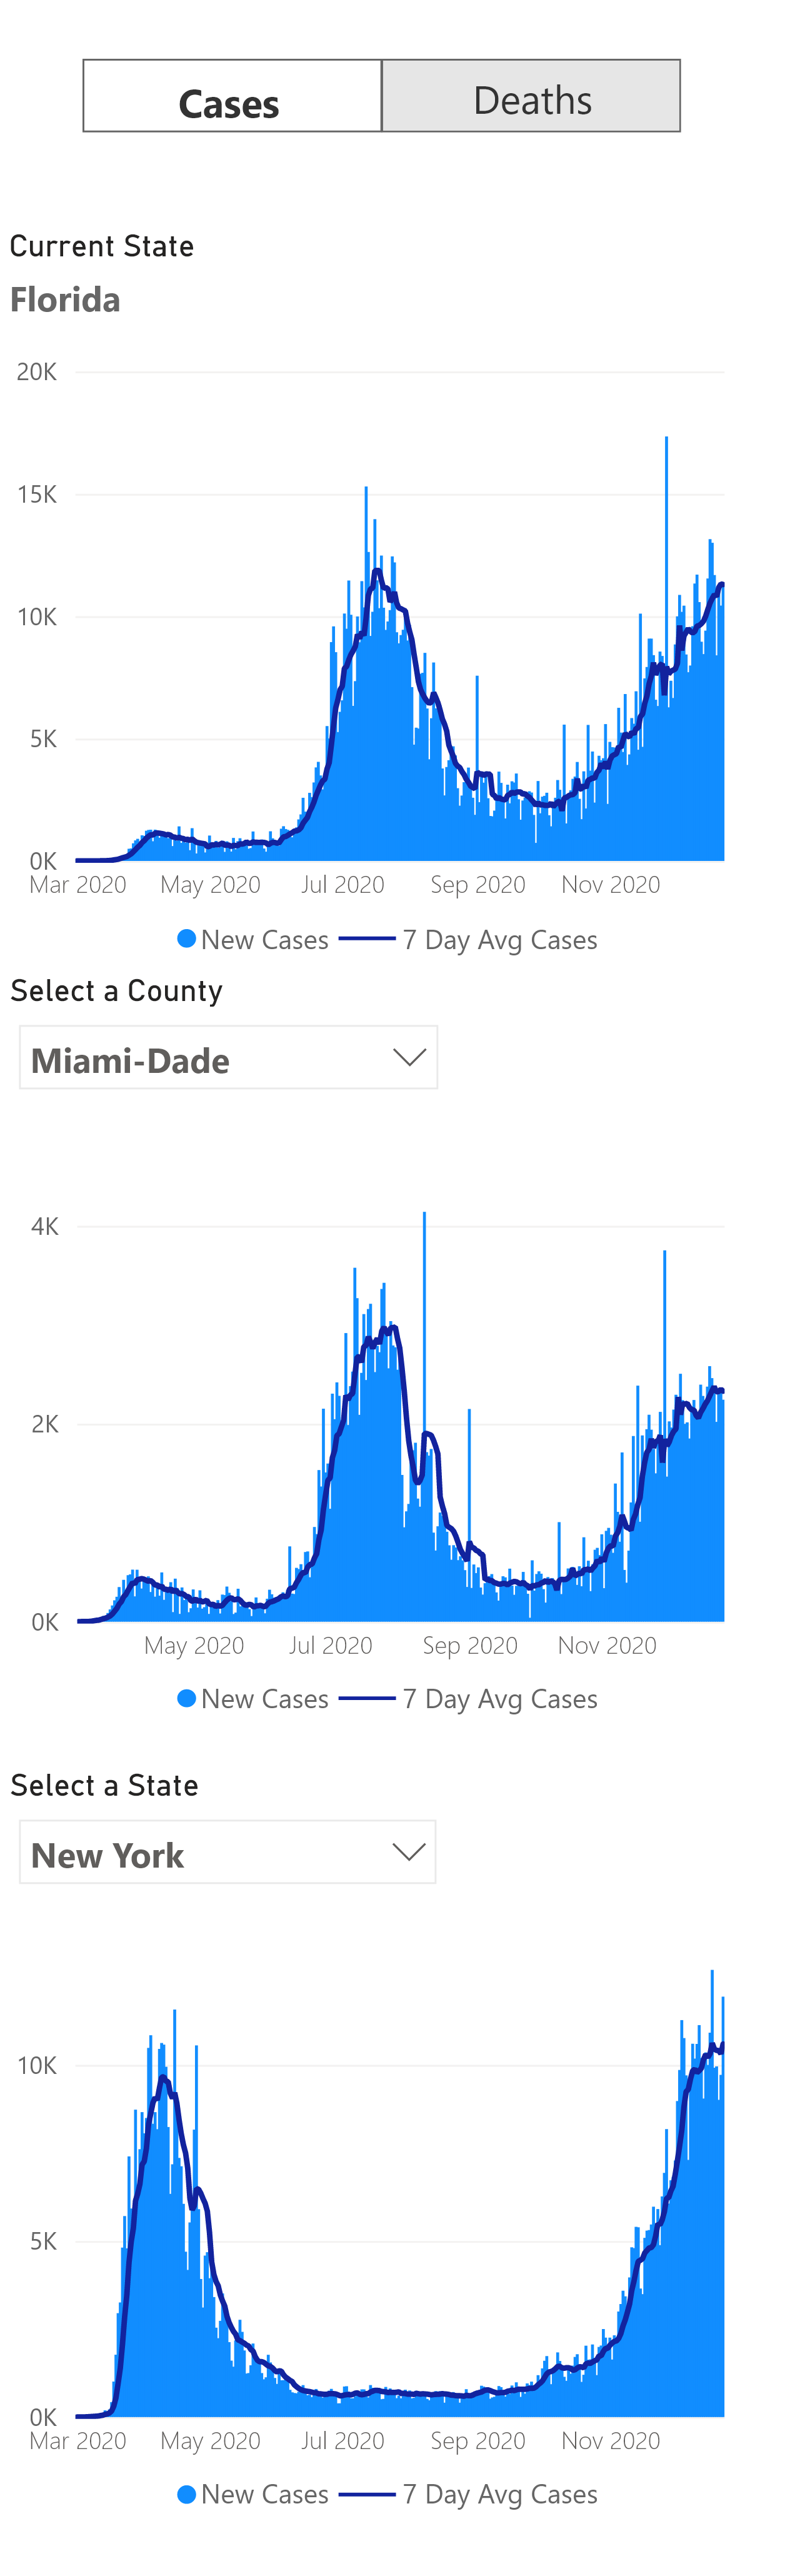 Cases Deaths
Current State
Florida
20K
15K
10K
5K
0K
Mar 2020 May 2020 Jul 2020 Sep 2020 Nov 2020
New Cases 7 Day Avg Cases
Select a County
Miami-Dade
4K
2K
0K
May 2020 Jul 2020 Sep 2020 Nov 2020
New Cases 7 Day Avg Cases
Select a State
New York
10K
5K
0K
Mar 2020 May 2020 Jul 2020 Sep 2020 Nov 2020
New Cases 7 Day Avg Cases